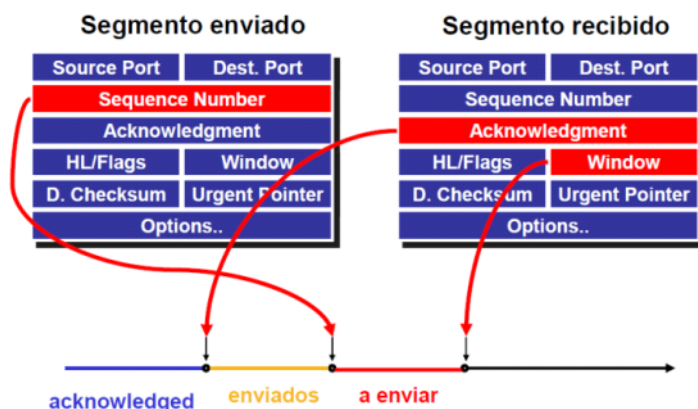 Segmento enviado
Source Port Dest. Port
Sequence Number
Acknowledgment
HL/Flags Window
D. Checksum Urgent Pointer
Options..
Segmento recibido
Source Port Dest. Port
Sequence Number
Acknowledgment
HL/Flags Window
D. Checksum Urgent Pointer
Options..
acknowledged enviados a enviar